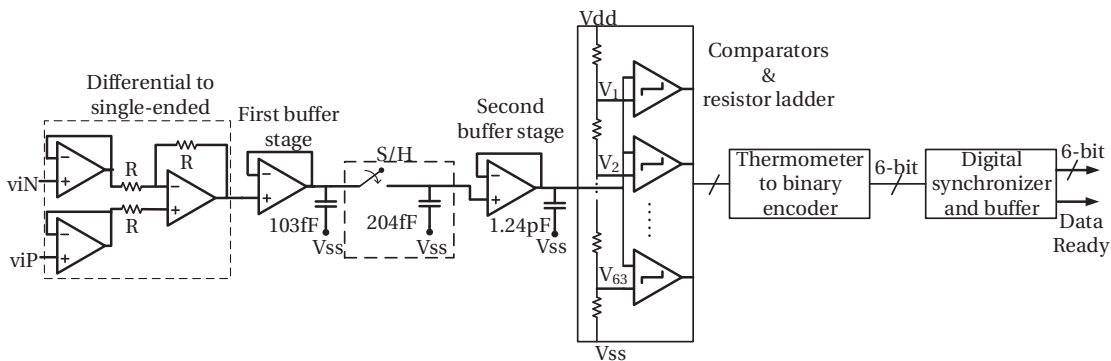 Differential to
single-ended
viN
viP
−
+
−
+
R
R
R
−
+
First buffer
stage
−
+
103fF
Vss
S/H
204fF
Vss
Second
buffer stage
−
+
1.24pF
Vss
Vdd
V1
V2
V63
Vss
Comparators
&
resistor ladder
Thermometer
to binary
encoder
6-bit
Digital
synchronizer
and buffer
6-bit
Data
Ready